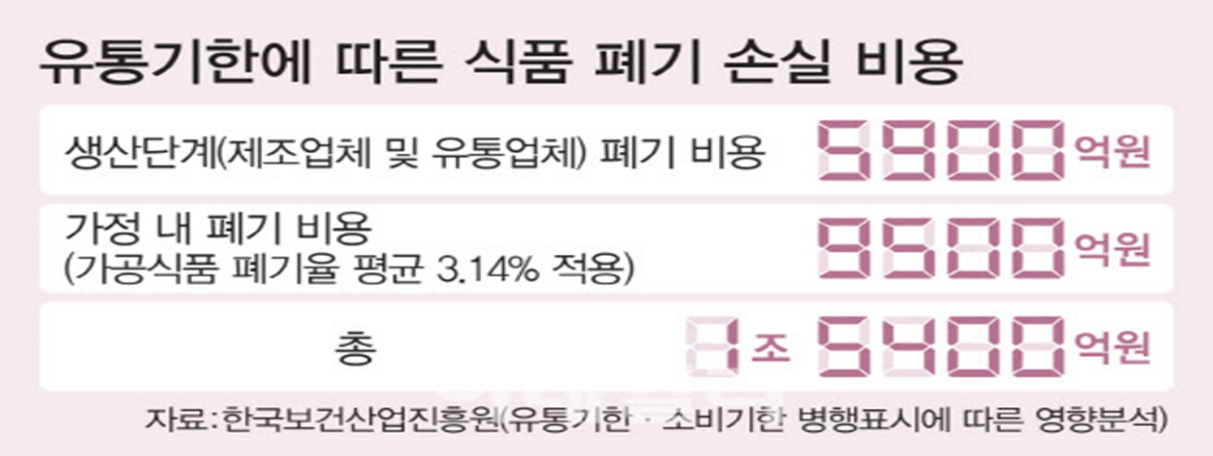 유통기한에 따른 식품 폐기 손실 비용
생산단계(제조업체 및 유통업체) 폐기 비용 5900억원
가정 내 폐기 비용
(가공식품 폐기율 평균 3.14% 적용) 9500억원
총 1조 5400억원
자료:한국보건산업진흥원(유통기한·소비기한 병행표시에 따른 영향분석)